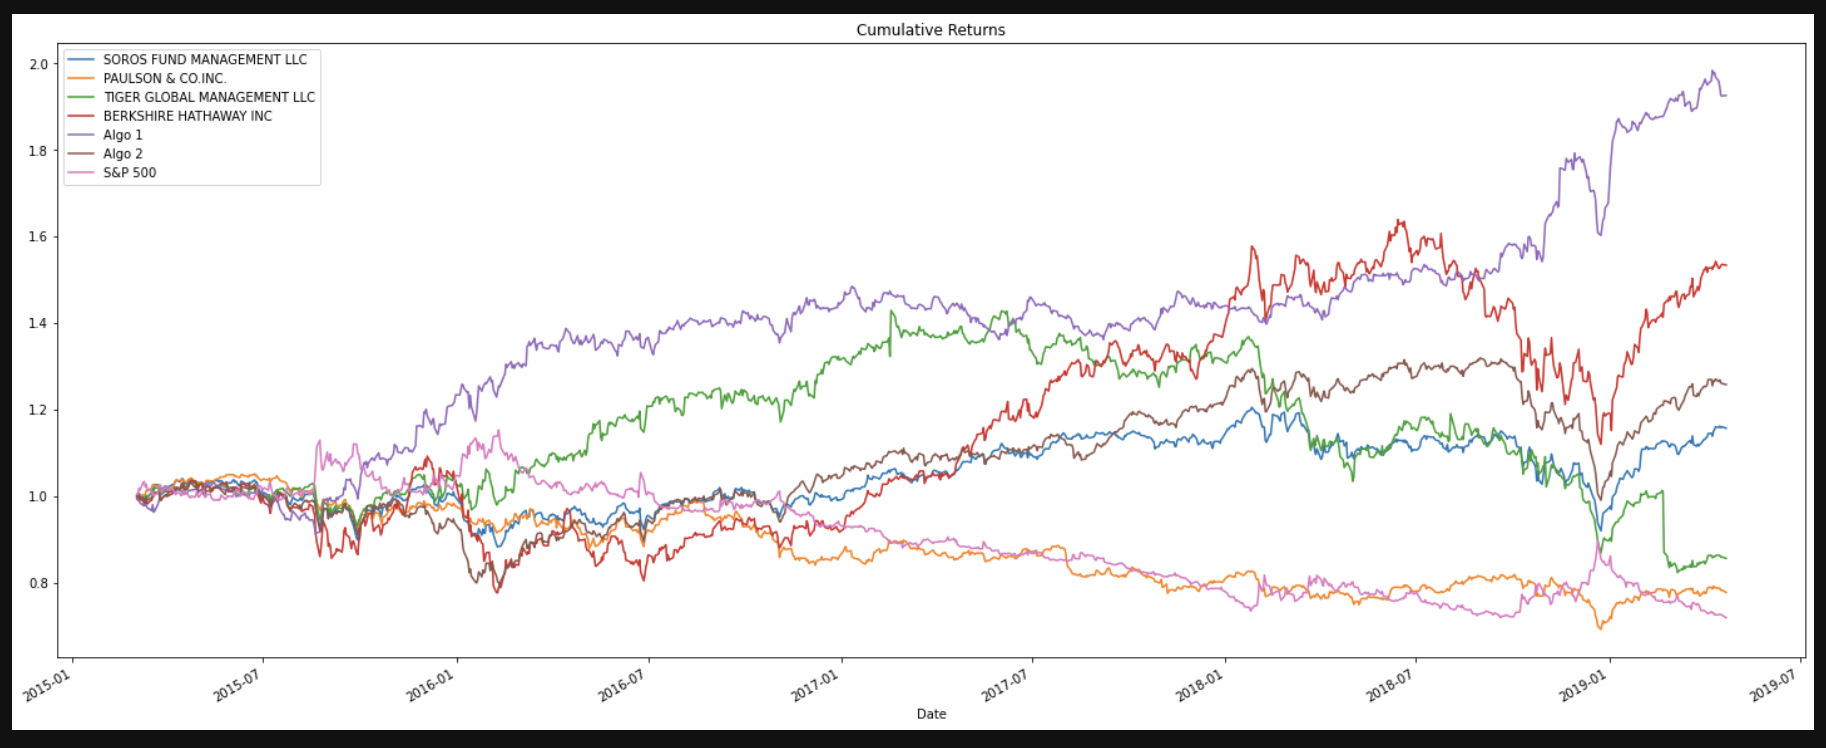 Cumulative Returns
SOROS FUND MANAGEMENT LLC
PAULSON & CO.INC.
TIGER GLOBAL MANAGEMENT LLC
BERKSHIRE HATHAWAY INC
Algo 1
Algo 2
S&P 500
2.0
1.8
1.6
1.4
1.2
1.0
0.8
2015-01
2015-07
2016-01
2016-07
2017-01
2017-07
2018-01
2018-07
2019-01
2019-07
Date